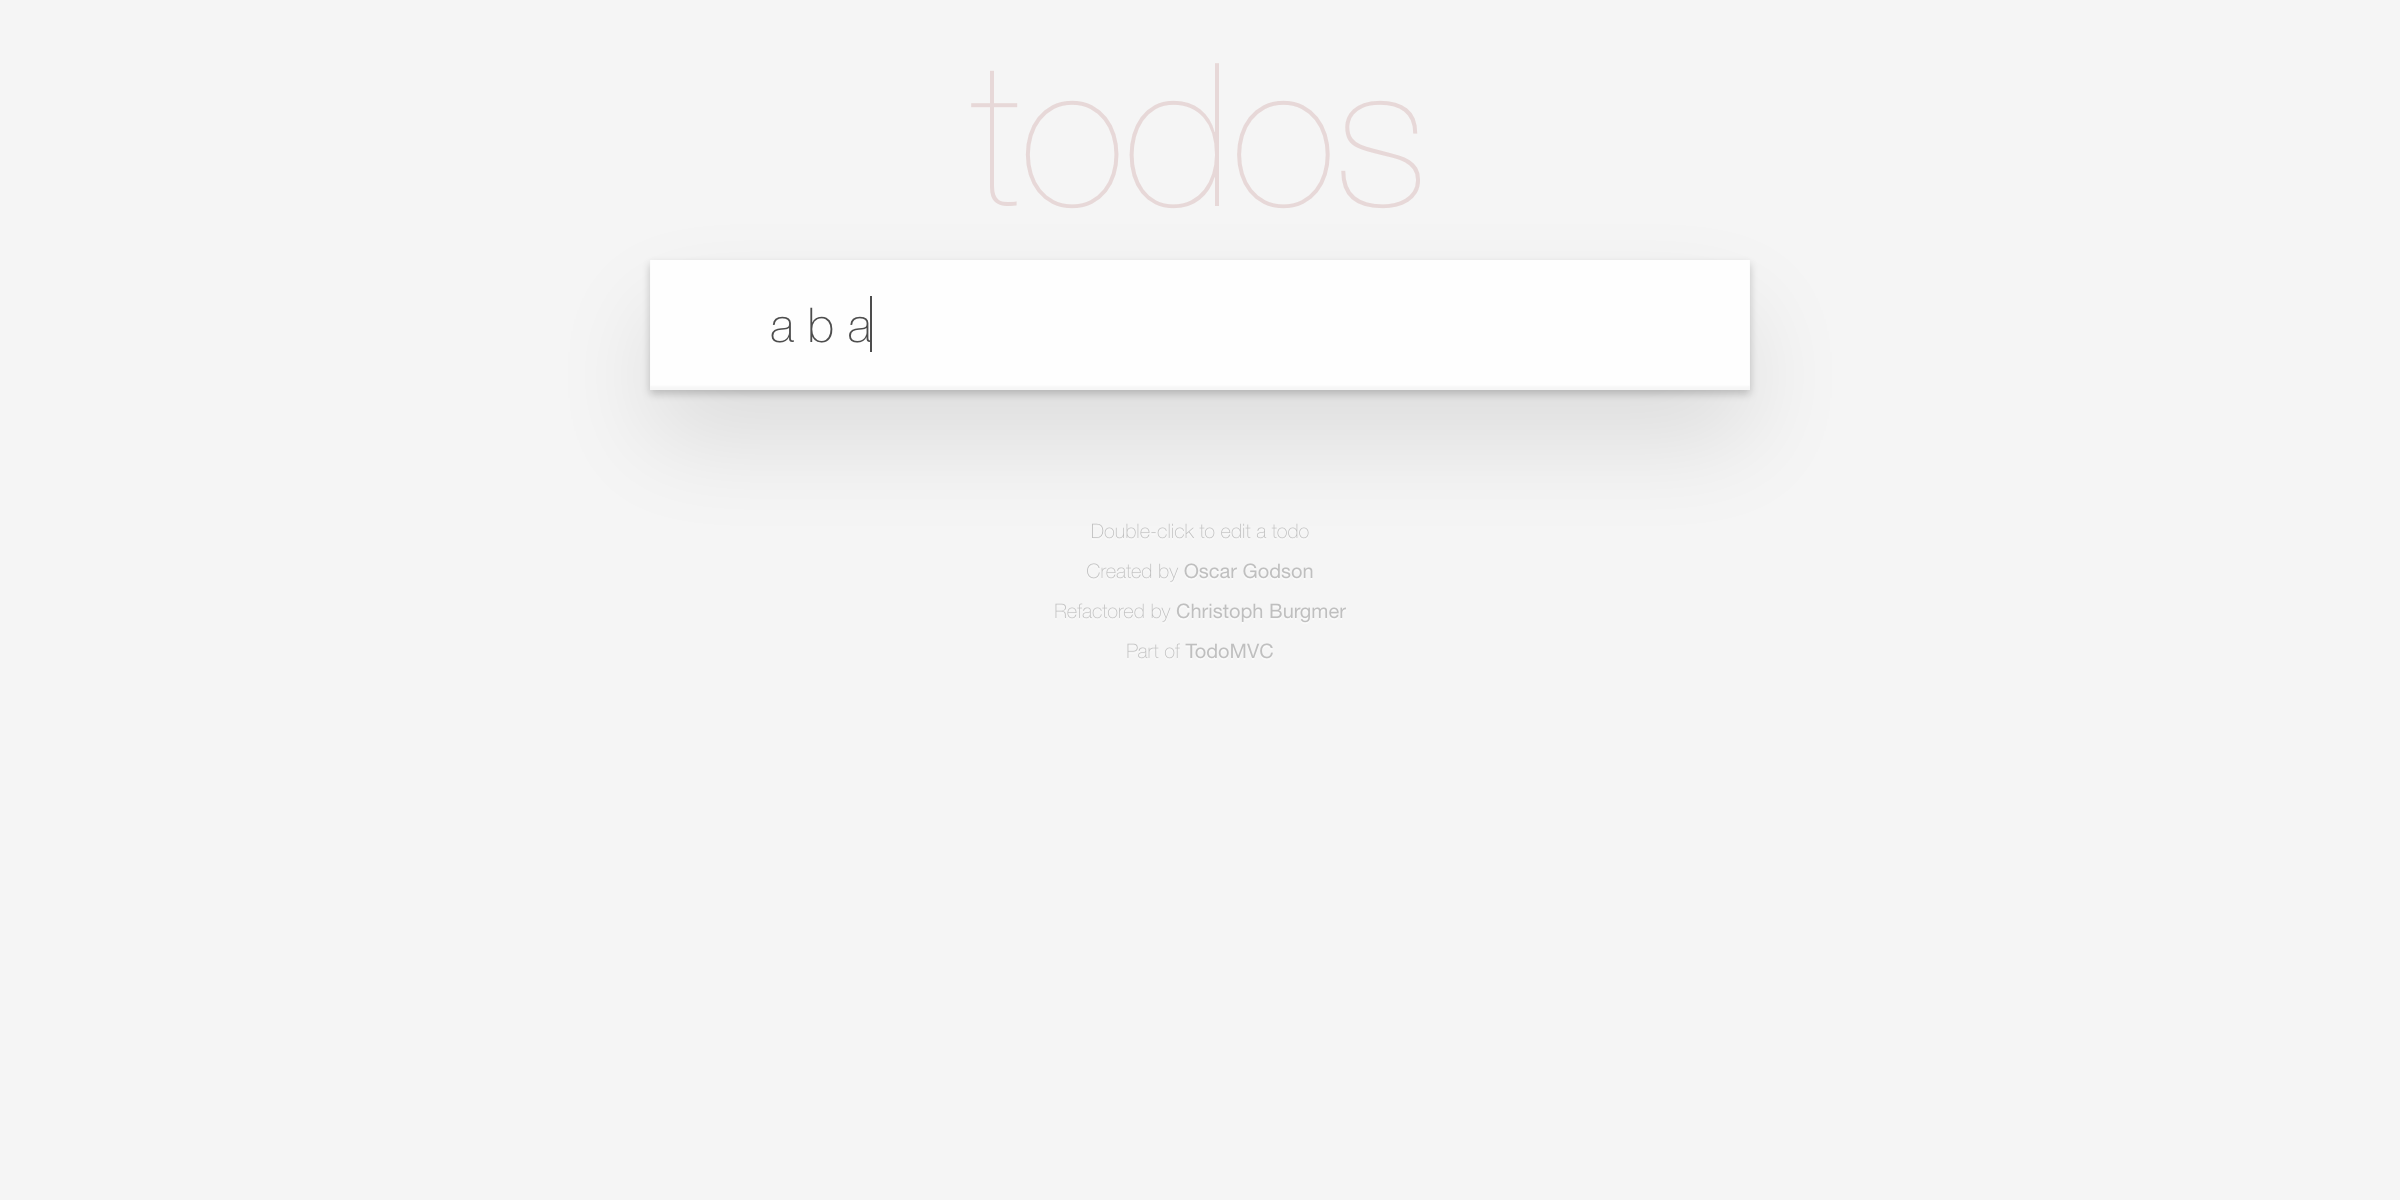 todos
a b a
Double-click to edit a todo
Created by Oscar Godson
Refactored by Christoph Burgmer
Part of TodoMVC